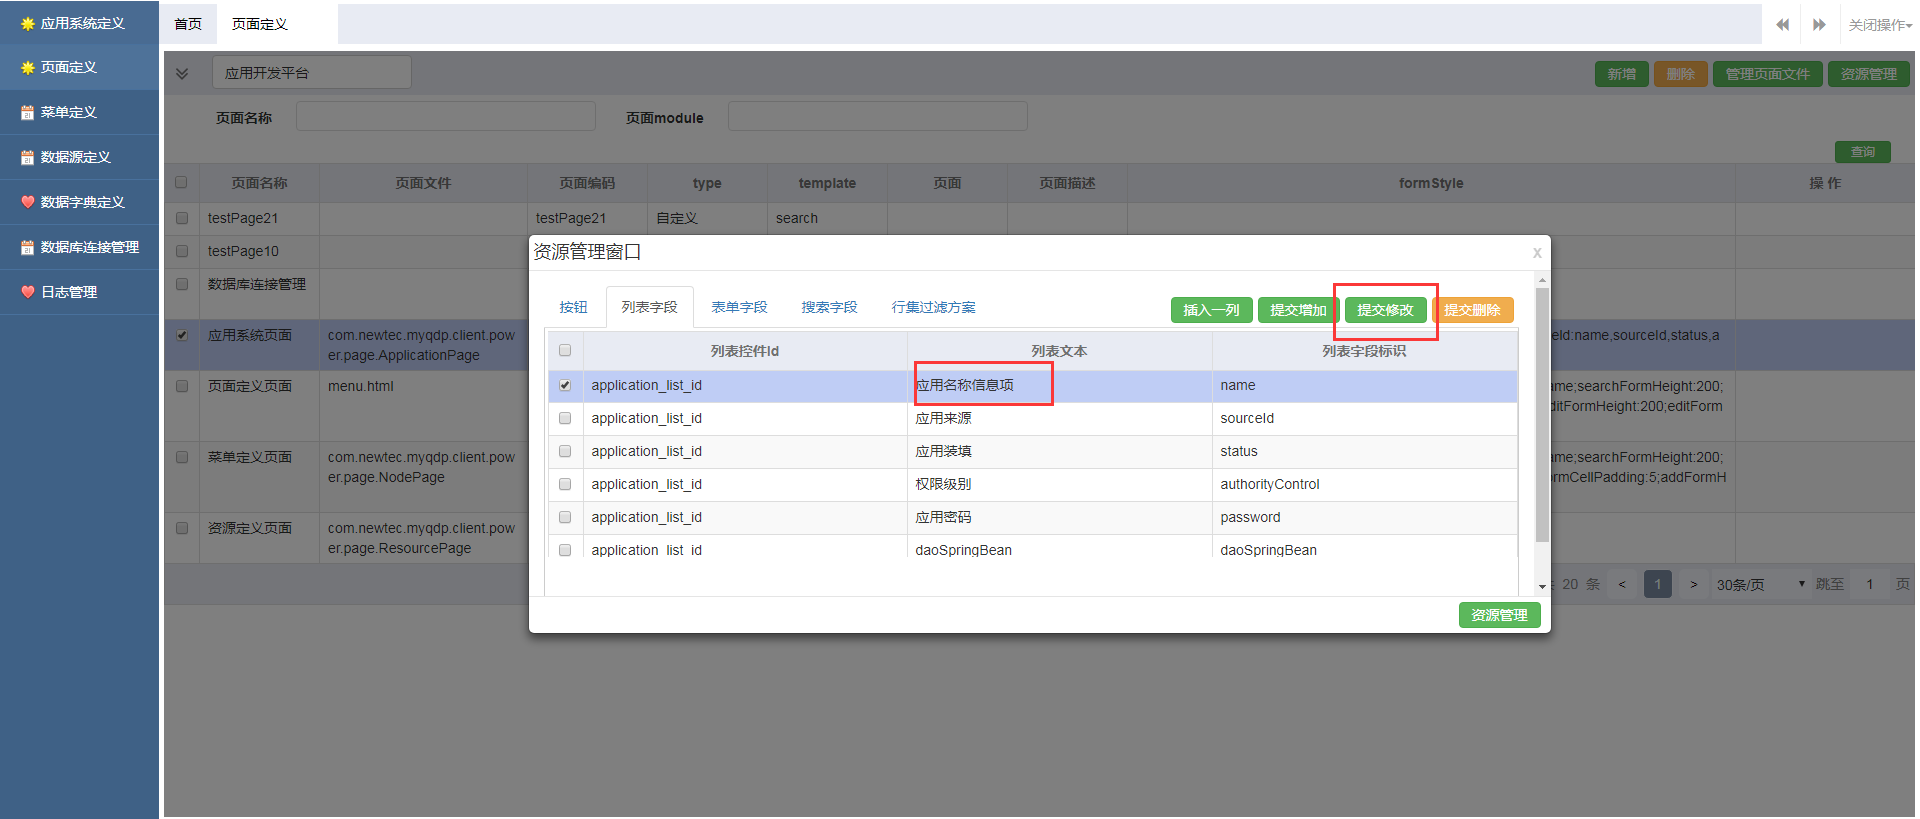 应用系统定义
页面定义
菜单定义
数据源定义
数据字典定义
数据库连接管理
日志管理
首页 页面定义 关闭操作
应用开发平台 新增 删除 管理页面文件 资源管理
页面名称 页面module
查询
页面名称 页面文件 页面编码 type template 页面 页面描述 formStyle 操 作
testPage21 testPage21 自定义 search
testPage10
数据库连接管理
应用系统页面 com.newtec.myqdp.client.pow eld:name,sourceId,status,a
er.page.ApplicationPage
页面定义页面 menu.html ame;searchFormHeight:200;
ditFormHeight:200;editForm
菜单定义页面 com.newtec.myqdp.client.pow ame;searchFormHeight:200;
er.page.NodePage ormCellPadding:5;addFormH
资源定义页面 com.newtec.myqdp.client.pow
er.page.ResourcePage
20 条 < 1 > 30条/页 跳至 1 页
资源管理窗口 x
按钮 列表字段 表单字段 搜索字段 行集过滤方案 插入一列 提交增加 提交修改 提交删除
列表控件Id 列表文本 列表字段标识
application_list_id 应用名称信息项 name
application_list_id 应用来源 sourceId
application_list_id 应用装填 status
application_list_id 权限级别 authorityControl
application_list_id 应用密码 password
application_list_id daoSpringBean daoSpringBean
资源管理